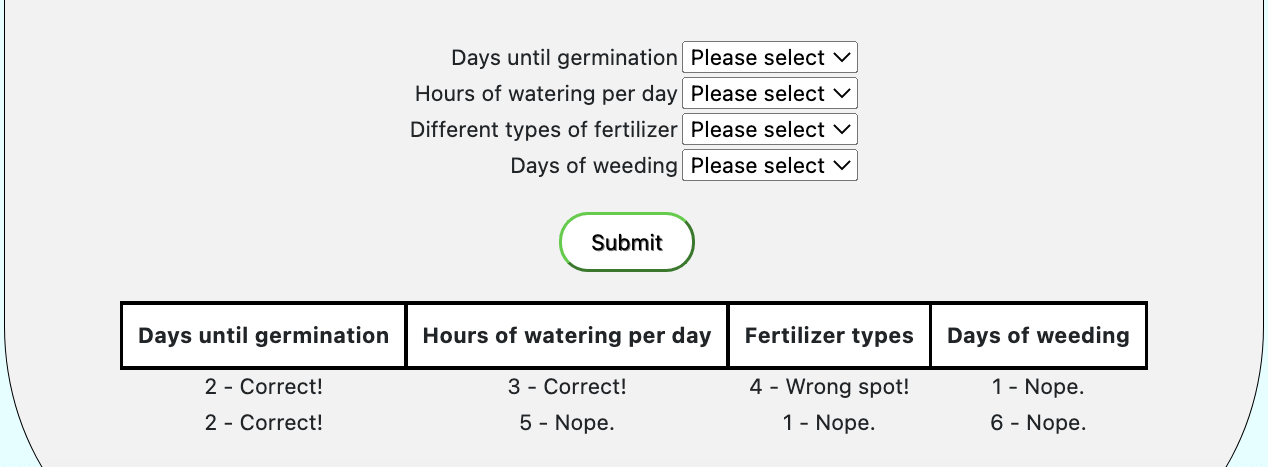 Days until germination Please select
Hours of watering per day Please select
Different types of fertilizer Please select
Days of weeding Please select
Submit
Days until germination Hours of watering per day Fertilizer types Days of weeding
2 - Correct! 3 - Correct! 4 - Wrong spot! 1 - Nope.
2 - Correct! 5 - Nope. 1 - Nope. 6 - Nope.